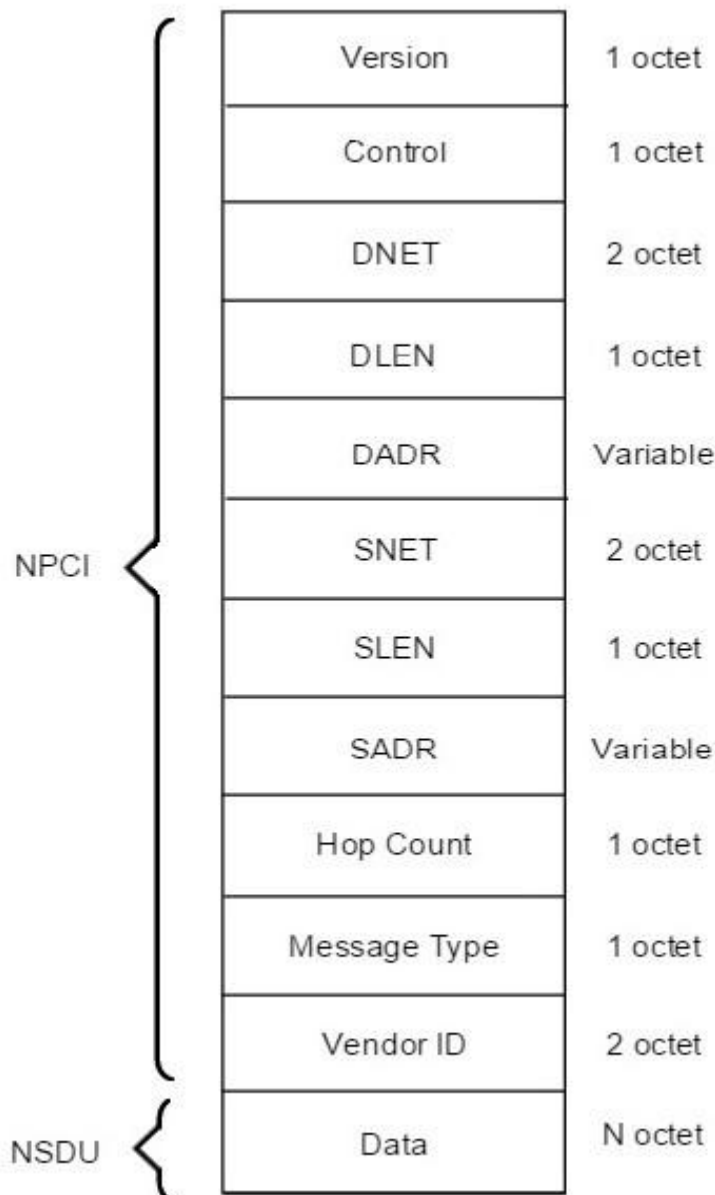 Version 1 octet
Control 1 octet
DNET 2 octet
DLEN 1 octet
DADR Variable
SNET 2 octet
NPCI
SLEN 1 octet
SADR Variable
Hop Count 1 octet
Message Type 1 octet
Vendor ID 2 octet
NSDU Data N octet